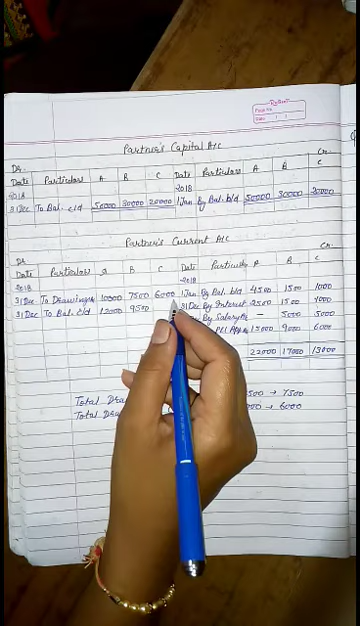 Partner's Capital A/C
Dr. Cr.
Date Particulars A B C Date Particulars A B C
2018 2018
31 Dec To Bal. c/d 50000 30000 20000 1 Jan By Bal. b/d 50000 30000 20000
Partner's Current A/C
Dr. Cr.
Date Particulars A B C Date Particulars A B C
2018 2018
31 Dec To Drawings 10000 7500 6000 1 Jan By Bal. b/d 4500 1500 1000
31 Dec To Bal. c/d 12000 9500 31 Dec By Interest 2500 1500 1000
By Salary - 5000 5000
P/L App. 15000 9000 6000
22000 17000 13000
Total 500 → 7500
Total 000 → 6000